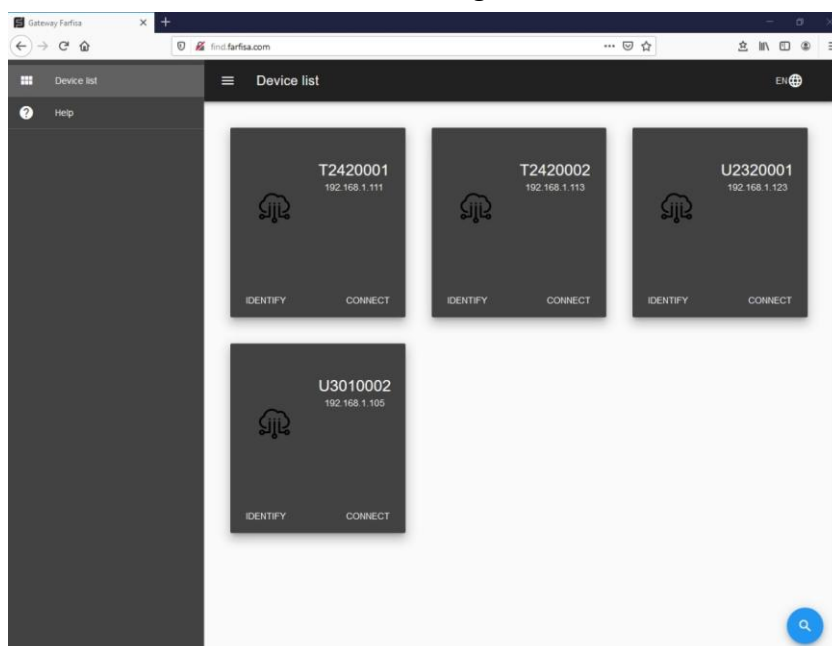 Gateway Farfisa
find.farfisa.com
Device list
Help
Device list
EN
T2420001
192.168.1.111
IDENTIFY CONNECT
T2420002
192.168.1.113
IDENTIFY CONNECT
U2320001
192.168.1.123
IDENTIFY CONNECT
U3010002
192.168.1.105
IDENTIFY CONNECT